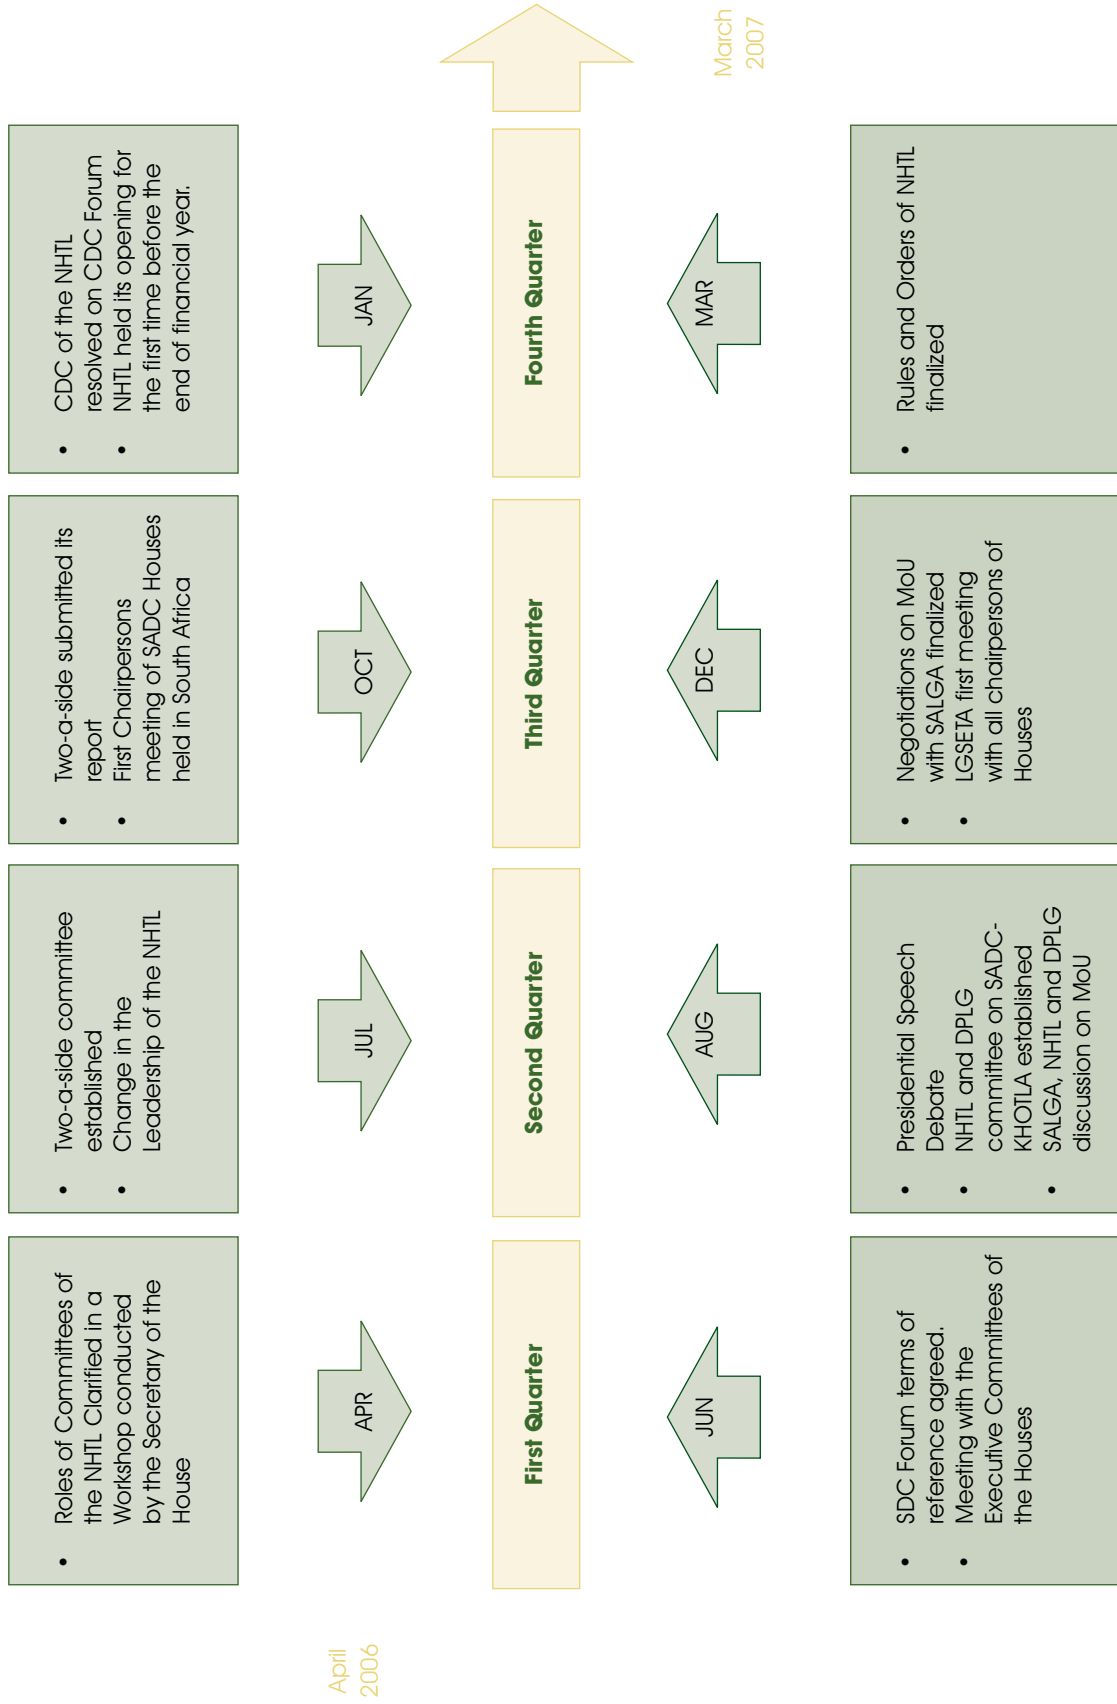 • Roles of Committees of
the NHTL Clarified in a
Workshop conducted
by the Secretary of the
House
• Two-a-side committee
established
• Change in the
Leadership of the NHTL
• Two-a-side submitted its
report
• First Chairpersons
meeting of SADC Houses
held in South Africa
• CDC of the NHTL
resolved on CDC Forum
• NHTL held its opening for
the first time before the
end of financial year.
April
2006
APR
JUL
OCT
JAN
First Quarter
Second Quarter
Third Quarter
Fourth Quarter
JUN
AUG
DEC
MAR
March
2007
• SDC Forum terms of
reference agreed.
• Meeting with the
Executive Committees of
the Houses
• Presidential Speech
Debate
• NHTL and DPLG
committee on SADC-
KHOTLA established
• SALGA, NHTL and DPLG
discussion on MoU
• Negotiations on MoU
with SALGA finalized
• LGSETA first meeting
with all chairpersons of
Houses
• Rules and Orders of NHTL
finalized